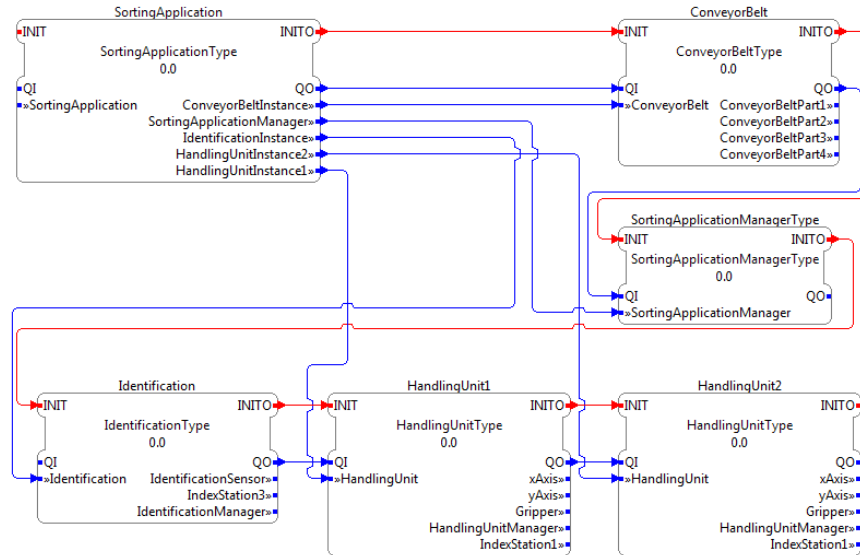 SortingApplication
INIT INITO
SortingApplicationType
0.0
QI QO
»SortingApplication ConveyorBeltInstance»
SortingApplicationManager»
IdentificationInstance»
HandlingUnitInstance2»
HandlingUnitInstance1»
ConveyorBelt
INIT INITO
ConveyorBeltType
0.0
QI QO
»ConveyorBelt ConveyorBeltPart1»
ConveyorBeltPart2»
ConveyorBeltPart3»
ConveyorBeltPart4»
SortingApplicationManagerType
INIT INITO
SortingApplicationManagerType
0.0
QI QO
»SortingApplicationManager
Identification
INIT INITO
IdentificationType
0.0
QI QO
»Identification IdentificationSensor»
IndexStation3»
IdentificationManager»
HandlingUnit1
INIT INITO
HandlingUnitType
0.0
QI QO
»HandlingUnit xAxis»
yAxis»
Gripper»
HandlingUnitManager»
IndexStation1»
HandlingUnit2
INIT INITO
HandlingUnitType
0.0
QI QO
»HandlingUnit xAxis»
yAxis»
Gripper»
HandlingUnitManager»
IndexStation1»